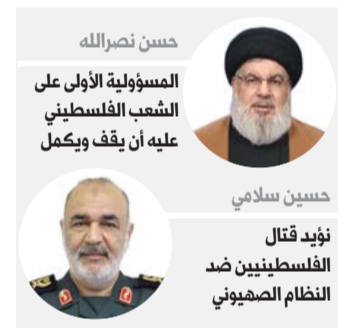 حسن نصرالله
المسؤولية الأولى على
الشعب الفلسطيني
عليه أن يقف ويكمل
حسين سلامي
نؤيد قتال
الفلسطينيين ضد
النظام الصهيوني